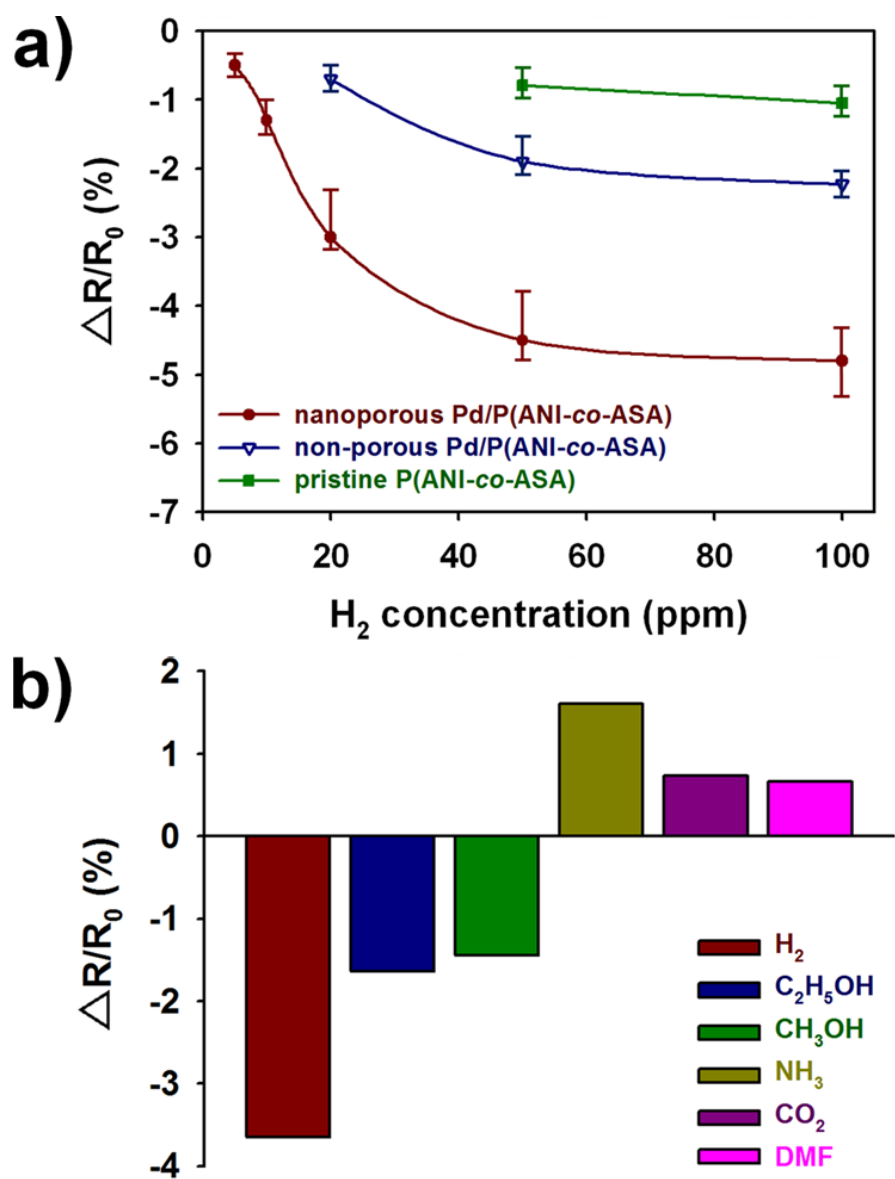 a)
0
-1
-2
-3
-4
-5
-6
-7
△R/R₀ (%)
nanoporous Pd/P(ANI-co-ASA)
non-porous Pd/P(ANI-co-ASA)
pristine P(ANI-co-ASA)
0 20 40 60 80 100
H₂ concentration (ppm)
b)
2
1
0
-1
-2
-3
-4
△R/R₀ (%)
H₂
C₂H₅OH
CH₃OH
NH₃
CO₂
DMF